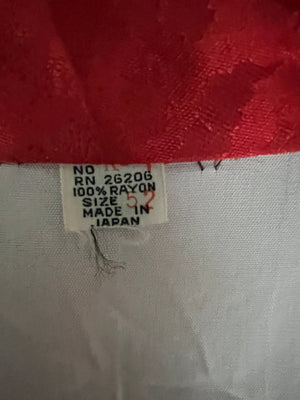 NO
RN 26206
100% RAYON
SIZE 52
MADE IN
JAPAN